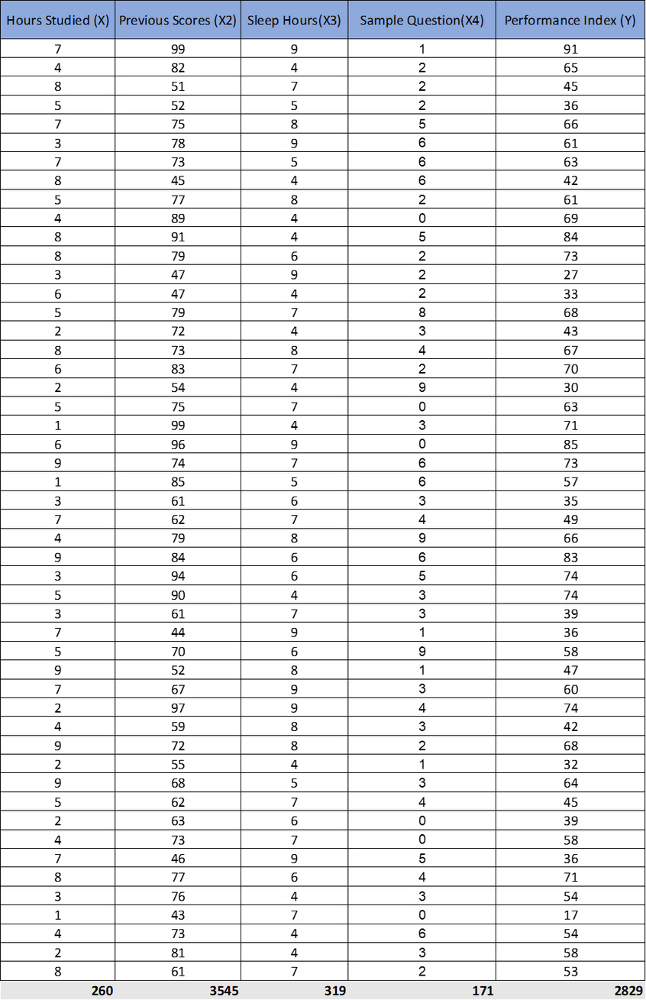 Hours Studied (X) Previous Scores (X2) Sleep Hours(X3) Sample Question(X4) Performance Index (Y)
7 99 9 1 91
4 82 4 2 65
8 51 7 2 45
5 52 5 2 36
7 75 8 5 66
3 78 9 6 61
7 73 5 6 63
8 45 4 6 42
5 77 8 2 61
4 89 4 0 69
8 91 4 5 84
8 79 6 2 73
3 47 9 2 27
6 47 4 2 33
5 79 7 8 68
2 72 4 3 43
8 73 8 4 67
6 83 7 2 70
2 54 4 9 30
5 75 7 0 63
1 99 4 3 71
6 96 9 0 85
9 74 7 6 73
1 85 5 6 57
3 61 6 3 35
7 62 7 4 49
4 79 8 9 66
9 84 6 6 83
3 94 6 5 74
5 90 4 3 74
3 61 7 3 39
7 44 9 1 36
5 70 6 9 58
9 52 8 1 47
7 67 9 3 60
2 97 9 4 74
4 59 8 3 42
9 72 8 2 68
2 55 4 1 32
9 68 5 3 64
5 62 7 4 45
2 63 6 0 39
4 73 7 0 58
7 46 9 5 36
8 77 6 4 71
3 76 4 3 54
1 43 7 0 17
4 73 4 6 54
2 81 4 3 58
8 61 7 2 53
260 3545 319 171 2829